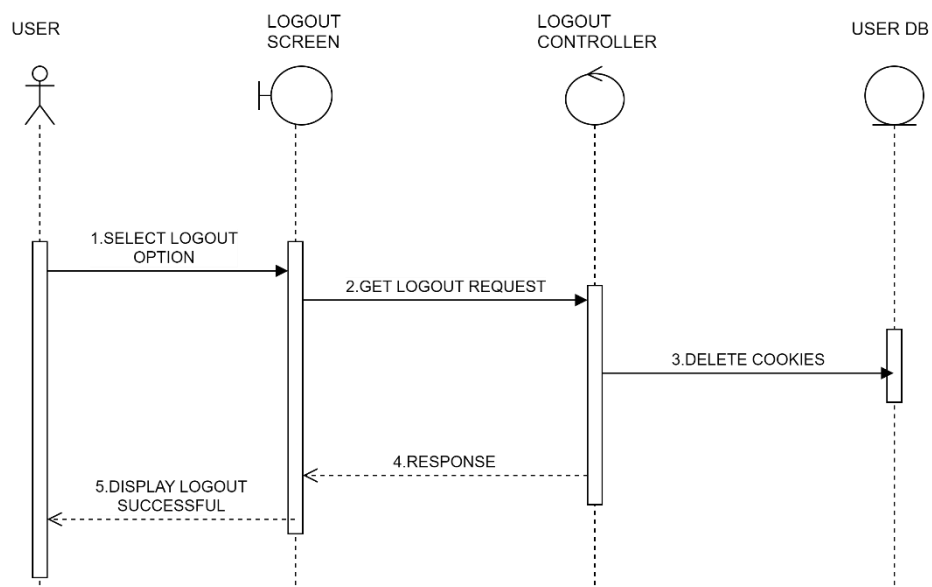 USER
LOGOUT
SCREEN
LOGOUT
CONTROLLER
USER DB
1.SELECT LOGOUT
OPTION
2.GET LOGOUT REQUEST
3.DELETE COOKIES
4.RESPONSE
5.DISPLAY LOGOUT
SUCCESSFUL